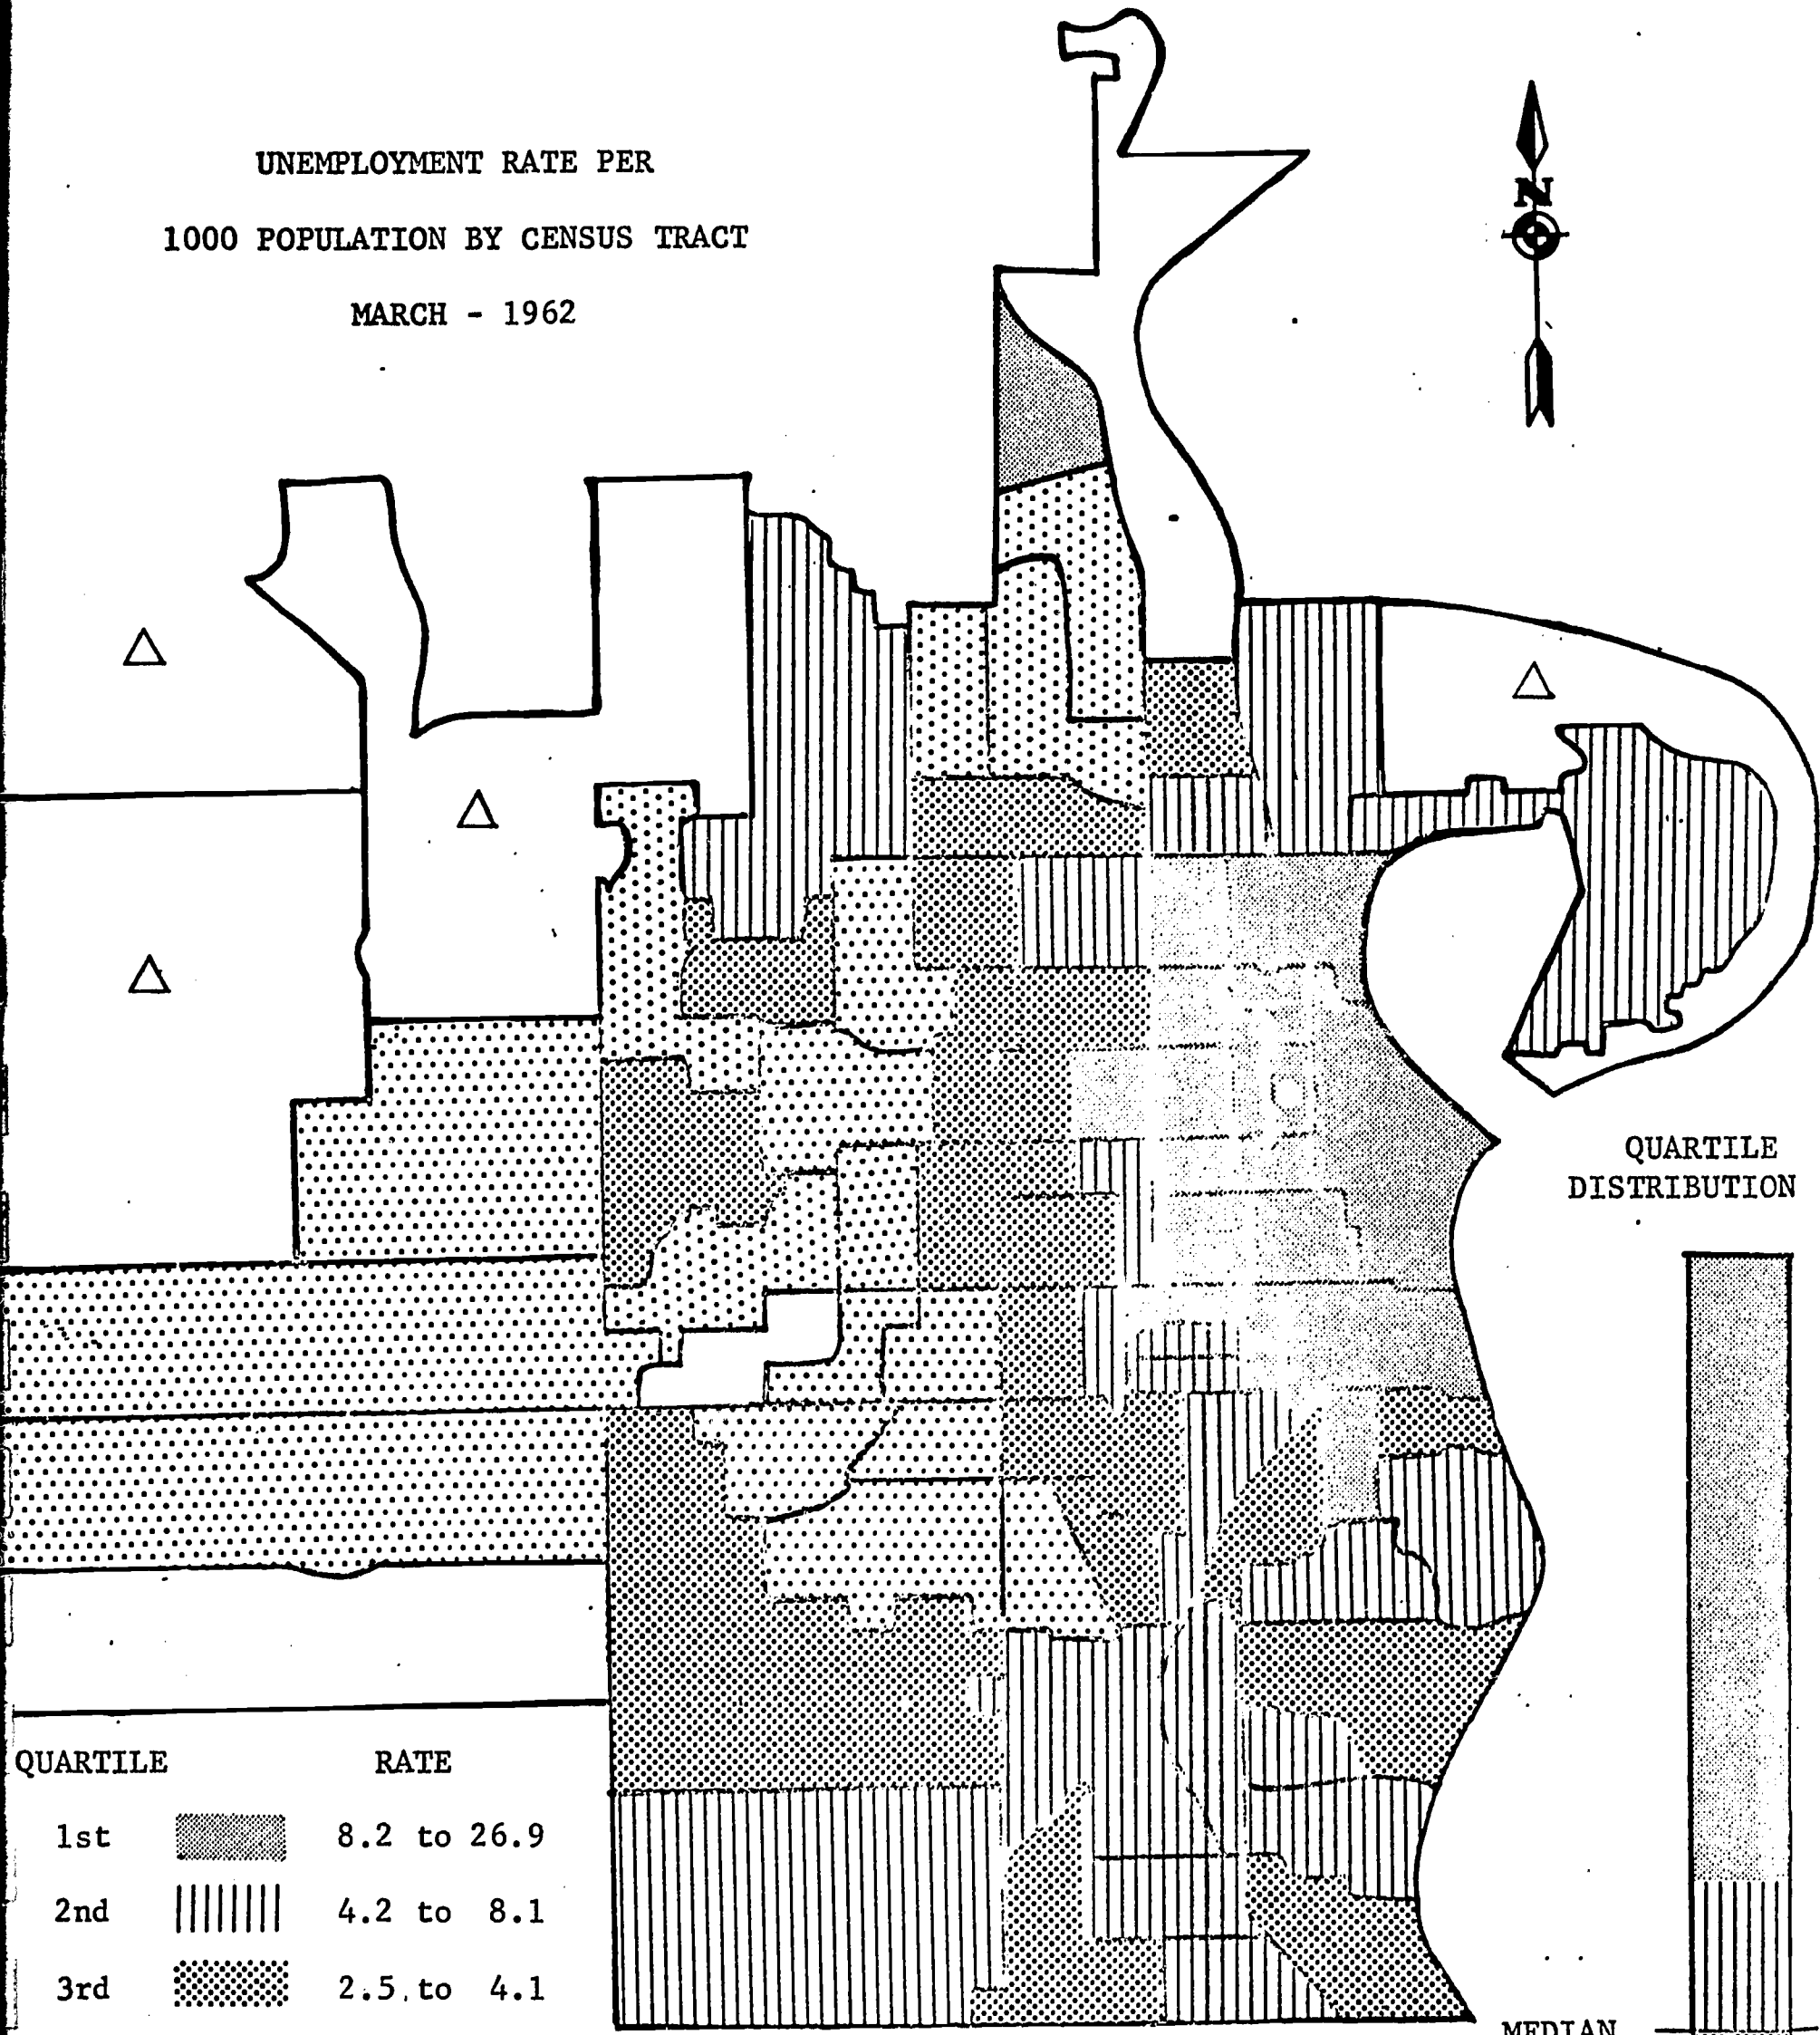 UNEMPLOYMENT RATE PER
1000 POPULATION BY CENSUS TRACT
MARCH - 1962
N
QUARTILE
DISTRIBUTION
QUARTILE RATE
1st 8.2 to 26.9
2nd 4.2 to 8.1
3rd 2.5 to 4.1
MEDIAN